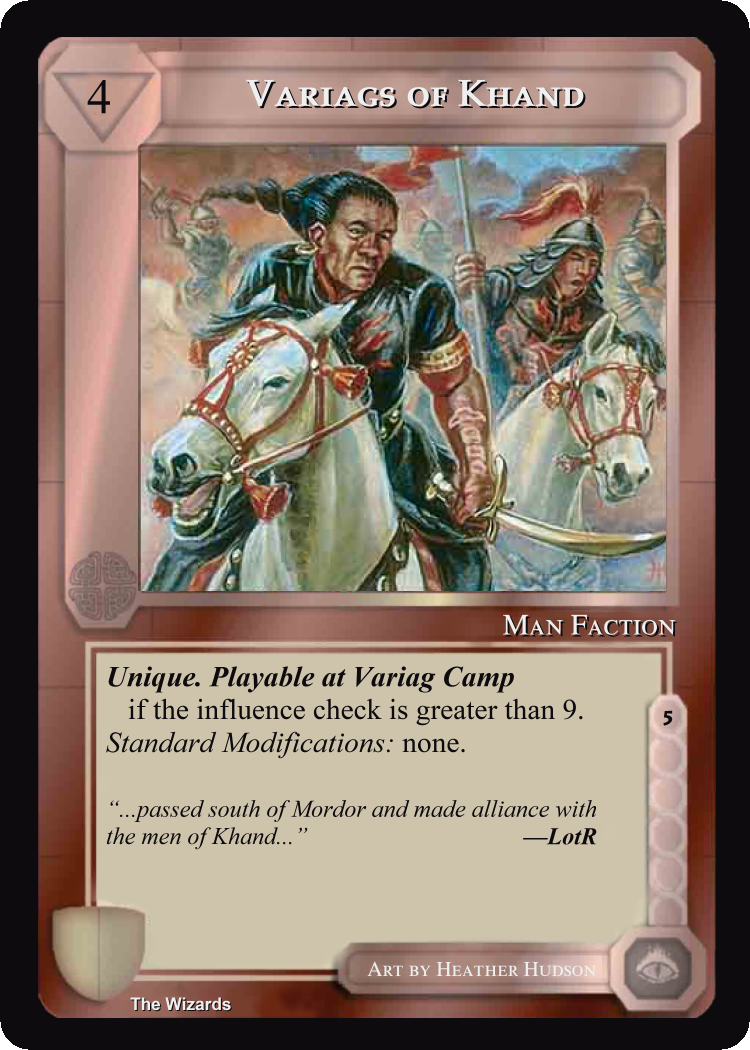 4
Variags of Khand
Man Faction
Unique. Playable at Variag Camp
if the influence check is greater than 9.
Standard Modifications: none.
5
“...passed south of Mordor and made alliance with
the men of Khand...” —LotR
Art by Heather Hudson
The Wizards